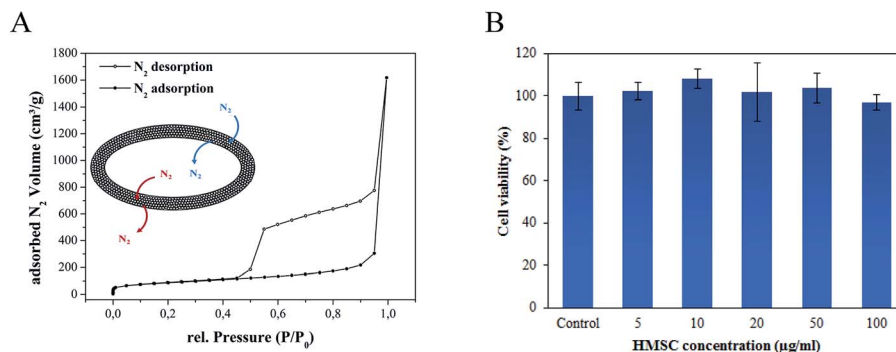 A
adsorbed N₂ Volume (cm³/g)
1800
1600
1400
1200
1000
800
600
400
200
0
N₂ desorption
N₂ adsorption
N₂
N₂
N₂
N₂
0,0 0,2 0,4 0,6 0,8 1,0
rel. Pressure (P/P₀)
B
Cell viability (%)
120
100
80
60
40
20
0
Control 5 10 20 50 100
HMSC concentration (µg/ml)